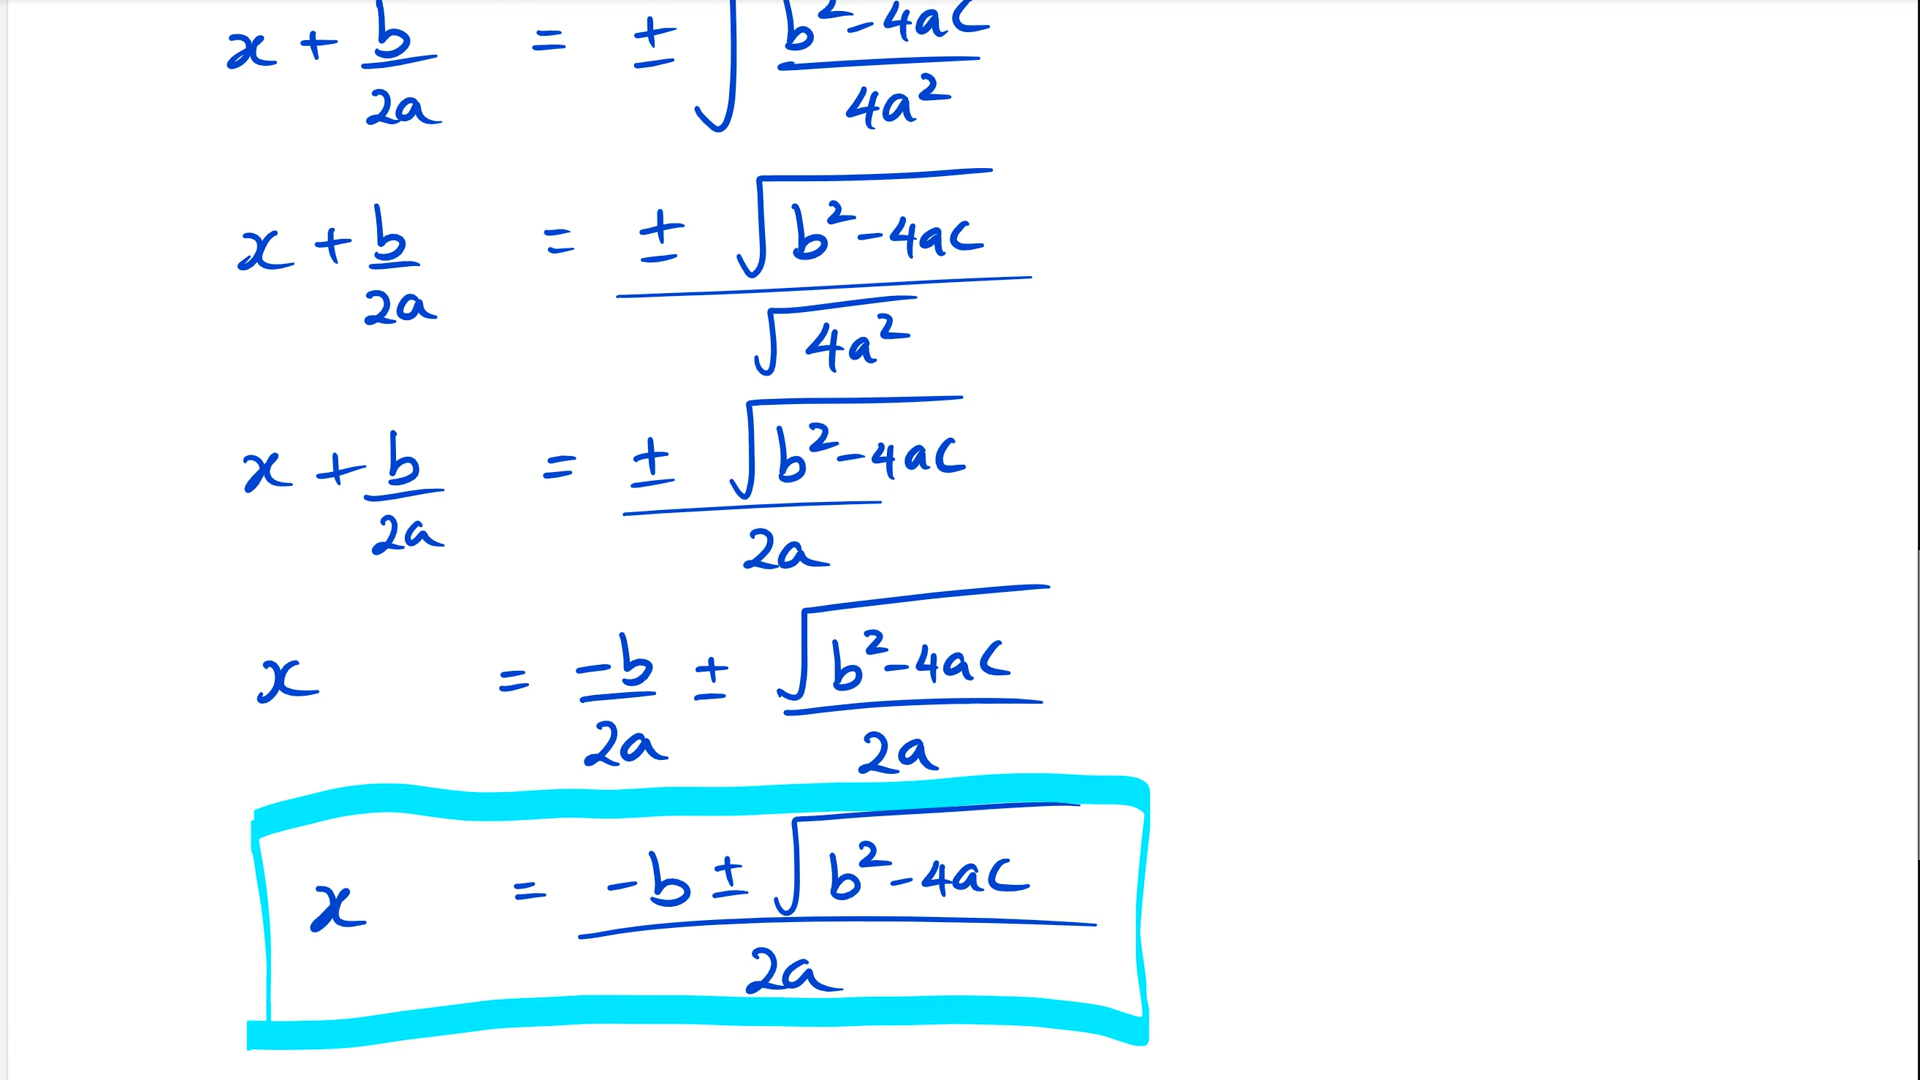 x + b/2a = ± √(b² - 4ac / 4a²)
x + b/2a = ± √(b² - 4ac) / √(4a²)
x + b/2a = ± √(b² - 4ac) / 2a
x = -b/2a ± √(b² - 4ac) / 2a
x = -b ± √(b² - 4ac) / 2a